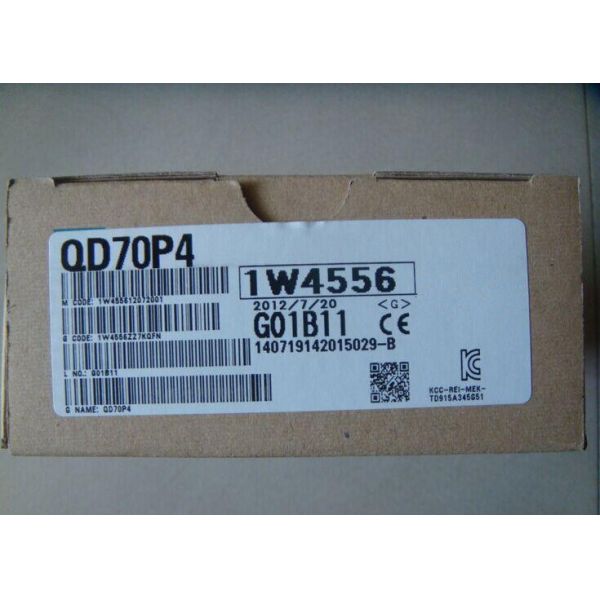 QD70P4
1W4556
M CODE: 1W455612072001
2012/7/20 <G>
G CODE: 1W4556Z27KQFN
G01B11 CE
140719142015029-B
L NO.: G01B11
G NAME: QD70P4
KCC-REI-MEK-
TD915A345G51